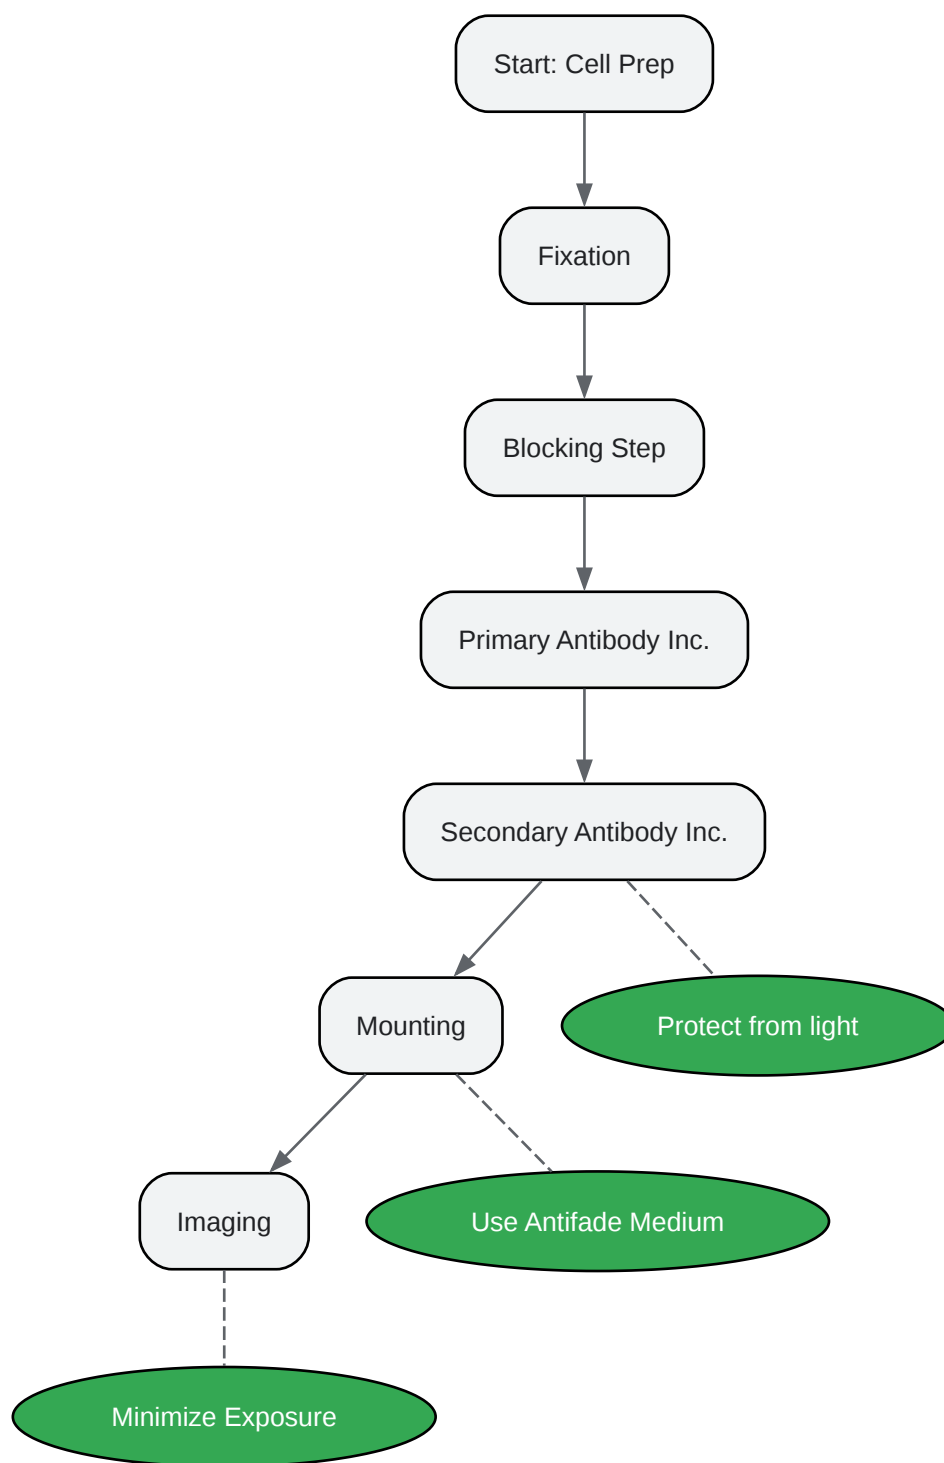 Start: Cell Prep
Fixation
Blocking Step
Primary Antibody Inc.
Secondary Antibody Inc.
Mounting
Protect from light
Imaging
Use Antifade Medium
Minimize Exposure